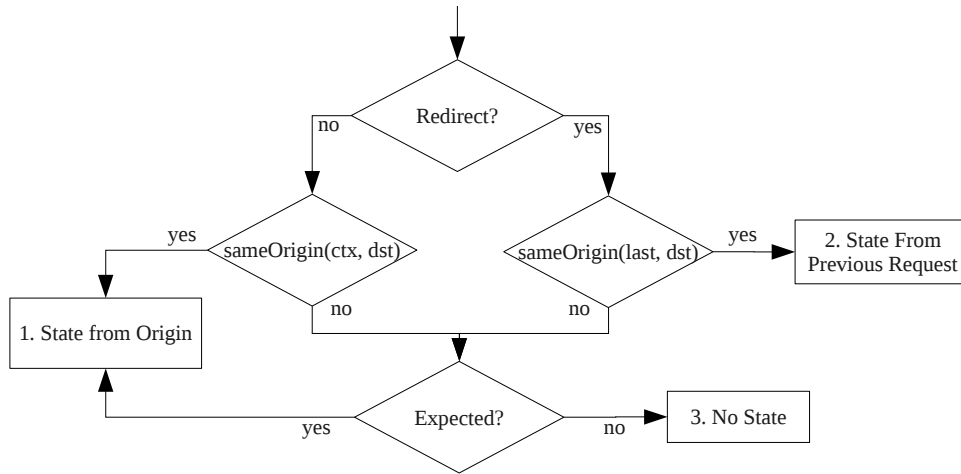 Redirect?
no
yes
yes
sameOrigin(ctx, dst)
sameOrigin(last, dst)
yes
2. State From
Previous Request
no
no
1. State from Origin
Expected?
yes
no
3. No State